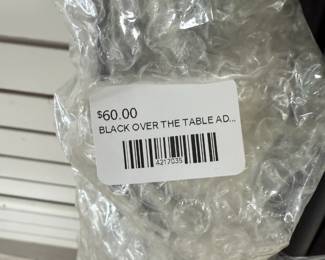 $60.00
BLACK OVER THE TABLE AD...
4217035